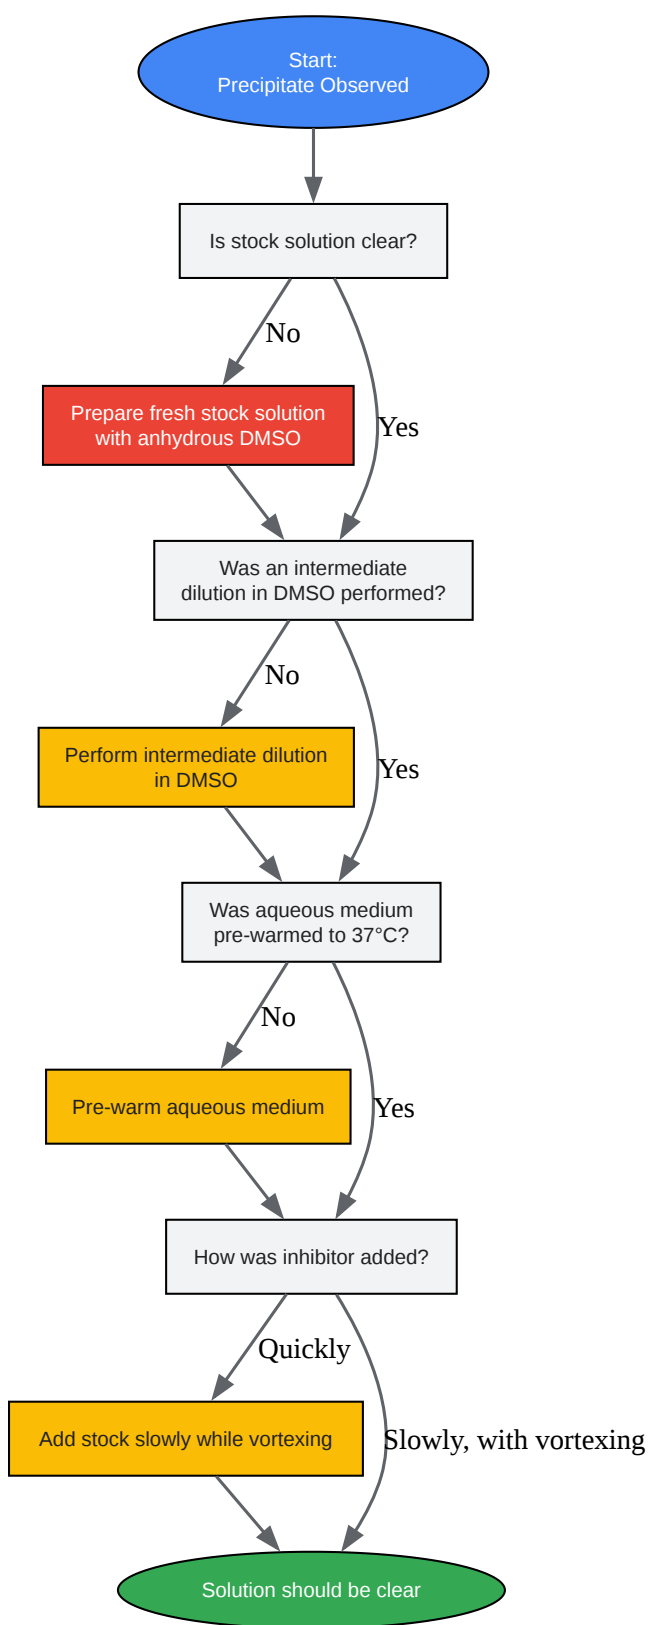 Start:
Precipitate Observed
Is stock solution clear?
No
Prepare fresh stock solution
with anhydrous DMSO
Yes
Was an intermediate
dilution in DMSO performed?
No
Perform intermediate dilution
in DMSO
Yes
Was aqueous medium
pre-warmed to 37°C?
No
Pre-warm aqueous medium
Yes
How was inhibitor added?
Quickly
Add stock slowly while vortexing
Slowly, with vortexing
Solution should be clear